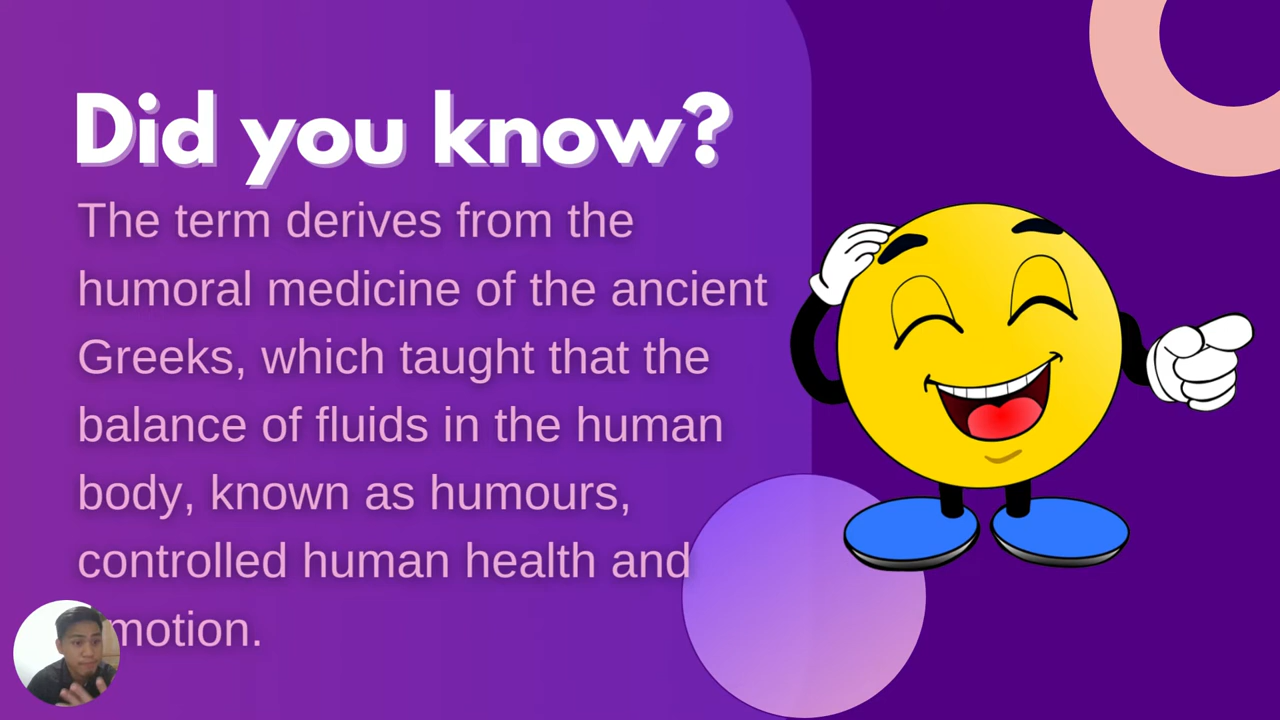 Did you know?
The term derives from the
humoral medicine of the ancient
Greeks, which taught that the
balance of fluids in the human
body, known as humours,
controlled human health and
motion.